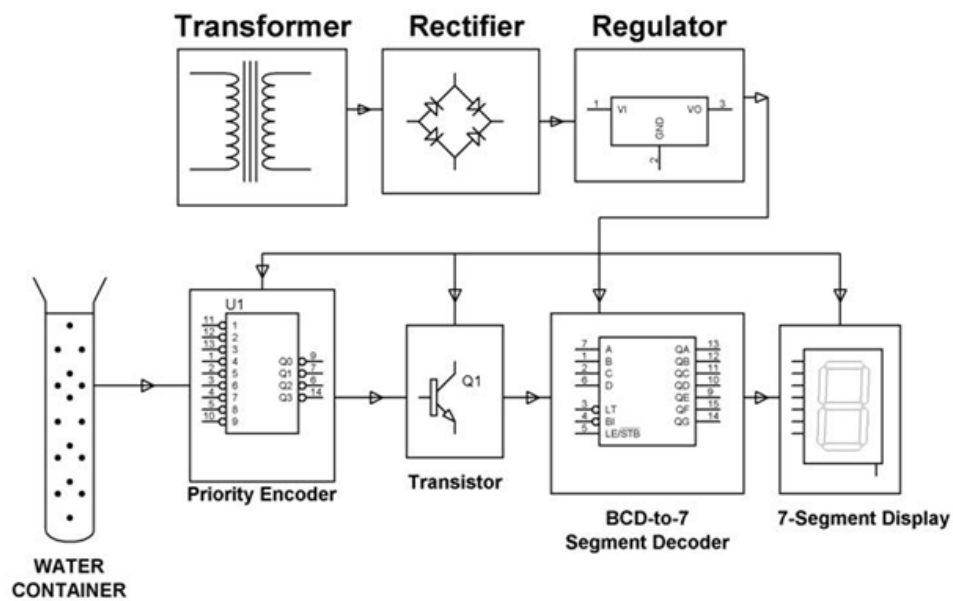 Transformer Rectifier Regulator
1 VI VO 3
GND
2
U1
11 1
12 2
13 3
1 4 Q0 9
2 5 Q1 7
3 6 Q2 6
4 7 Q3 14
5 8
10 9
Priority Encoder
Q1
Transistor
7 A QA 13
1 B QB 12
2 C QC 11
6 D QD 10
QE 9
3 LT QF 15
4 BI QG 14
5 LE/STB
BCD-to-7
Segment Decoder
7-Segment Display
WATER
CONTAINER